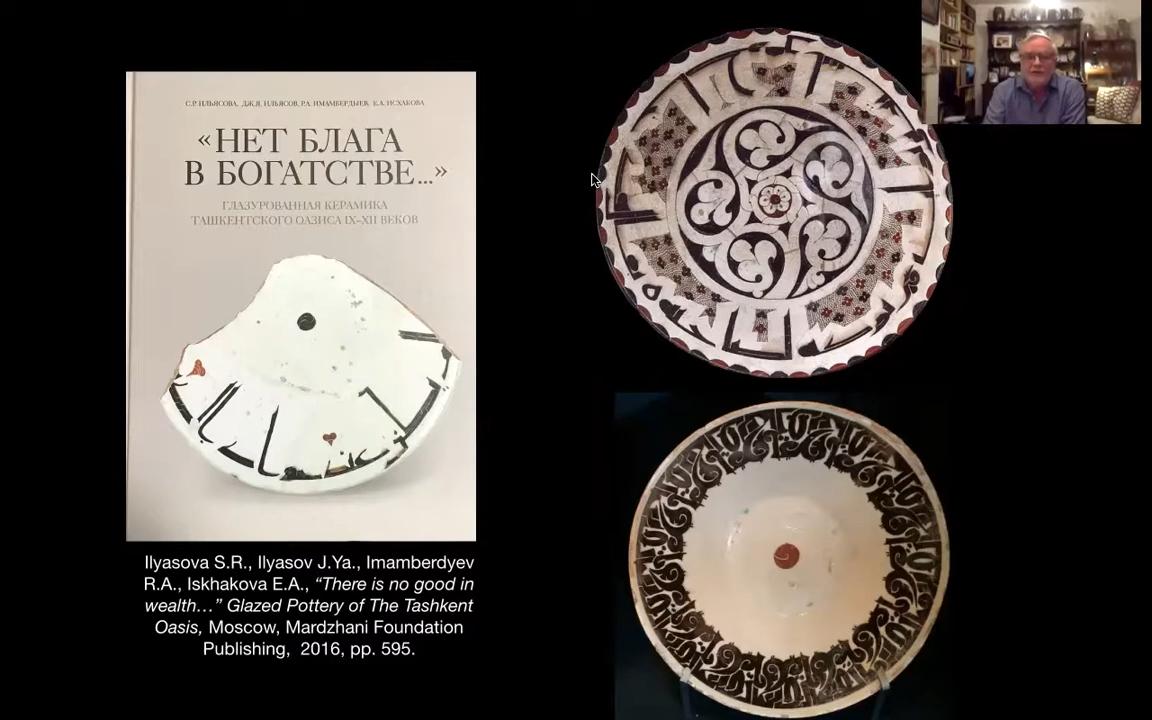 С.Р. ИЛЬЯСОВА, ДЖ.Я. ИЛЬЯСОВ, Р.А. ИМАМБЕРДЫЕВ, Е.А. ИСХАКОВА
«НЕТ БЛАГА
В БОГАТСТВЕ...»
ГЛАЗУРОВАННАЯ КЕРАМИКА
ТАШКЕНТСКОГО ОАЗИСА IX–XII ВЕКОВ
Ilyasova S.R., Ilyasov J.Ya., Imamberdyev
R.A., Iskhakova E.A., “There is no good in
wealth…” Glazed Pottery of The Tashkent
Oasis, Moscow, Mardzhani Foundation
Publishing, 2016, pp. 595.